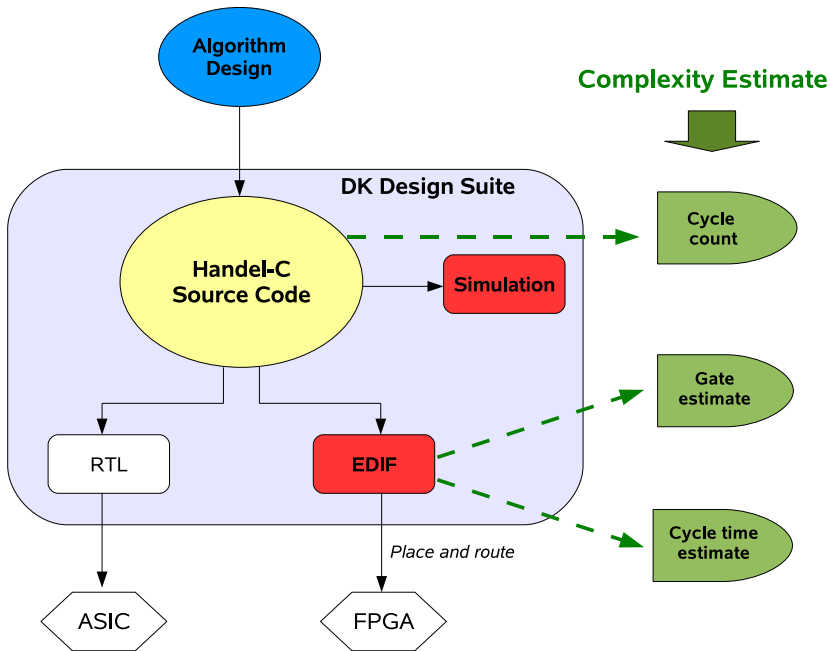 Algorithm
Design
Complexity Estimate
DK Design Suite
Cycle
count
Handel-C
Source Code
Simulation
Gate
estimate
RTL
EDIF
Cycle time
estimate
Place and route
ASIC
FPGA